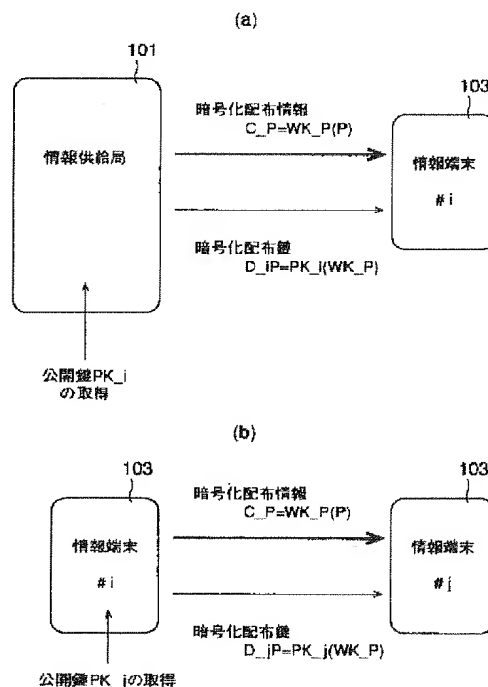 (a)
101
103
暗号化配布情報
C_P=WK_P(P)
情報供給局
情報端末
#i
暗号化配布鍵
D_iP=PK_i(WK_P)
公開鍵PK_i
の取得
(b)
103
103
暗号化配布情報
C_P=WK_P(P)
情報端末
情報端末
#i
#j
暗号化配布鍵
D_jP=PK_j(WK_P)
公開鍵PK_jの取得